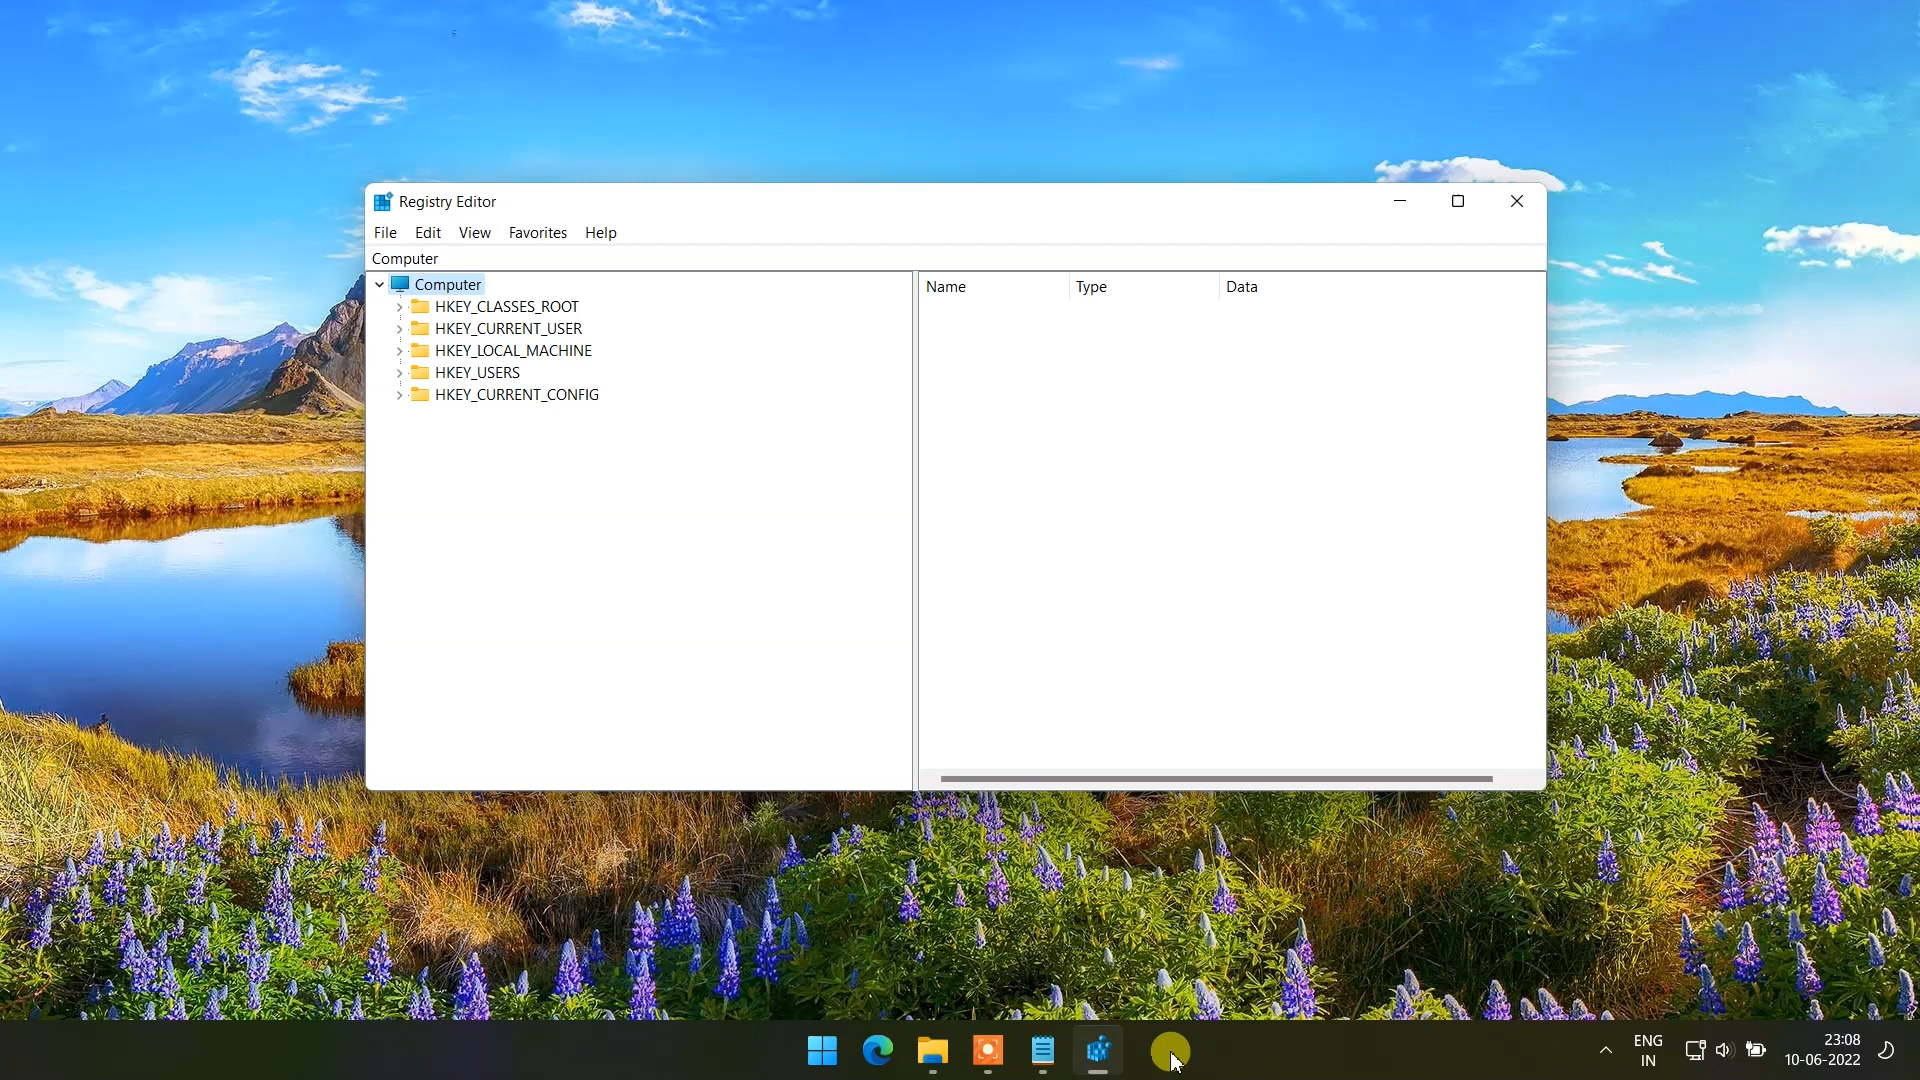 Registry Editor
File Edit View Favorites Help
Computer
Computer
HKEY_CLASSES_ROOT
HKEY_CURRENT_USER
HKEY_LOCAL_MACHINE
HKEY_USERS
HKEY_CURRENT_CONFIG
Name Type Data
ENG
IN
23:08
10-06-2022